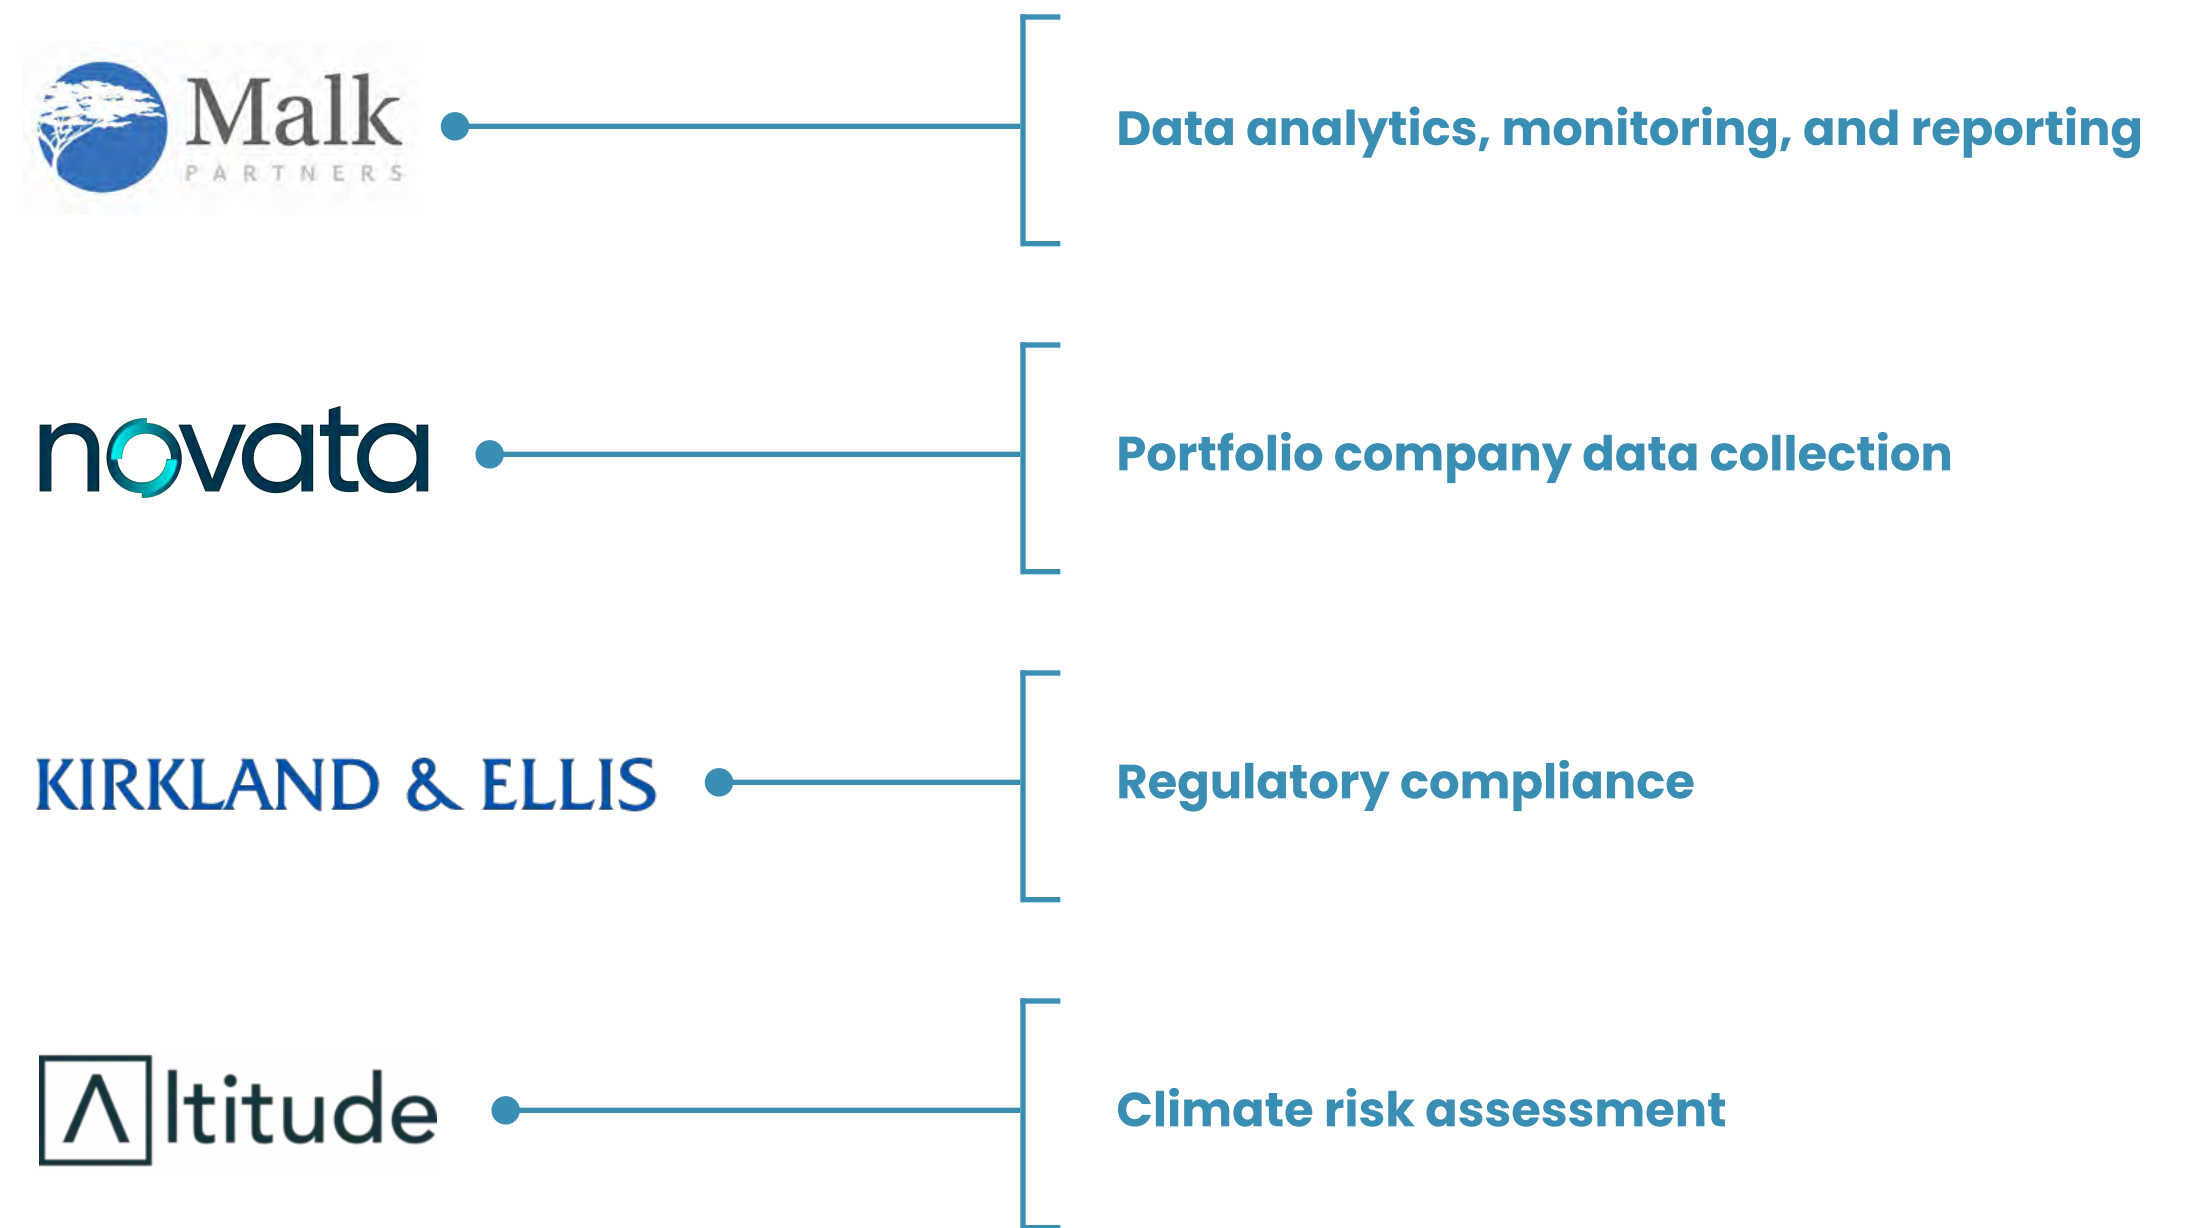 Malk
PARTNERS
Data analytics, monitoring, and reporting
novata
Portfolio company data collection
KIRKLAND & ELLIS
Regulatory compliance
Altitude
Climate risk assessment